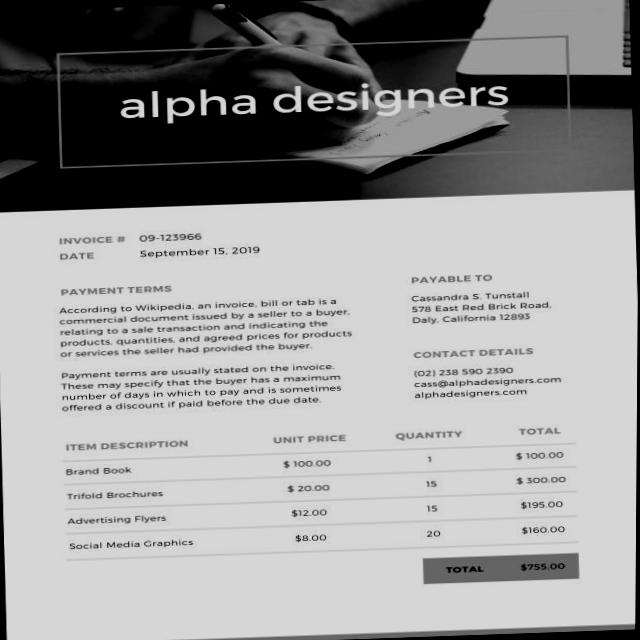 alpha designers
INVOICE # 09-123966
DATE September 15, 2019
PAYMENT TERMS
According to Wikipedia, an invoice, bill or tab is a
commercial document issued by a seller to a buyer,
relating to a sale transaction and indicating the
products, quantities, and agreed prices for products
or services the seller had provided the buyer.
Payment terms are usually stated on the invoice.
These may specify that the buyer has a maximum
number of days in which to pay and is sometimes
offered a discount if paid before the due date.
PAYABLE TO
Cassandra S. Tunstall
578 East Red Brick Road,
Daly, California 12893
CONTACT DETAILS
(02) 238 590 2390
cass@alphadesigners.com
alphadesigners.com
ITEM DESCRIPTION UNIT PRICE QUANTITY TOTAL
Brand Book $ 100.00 1 $ 100.00
Trifold Brochures $ 20.00 15 $ 300.00
Advertising Flyers $12.00 15 $195.00
Social Media Graphics $8.00 20 $160.00
TOTAL $755.00